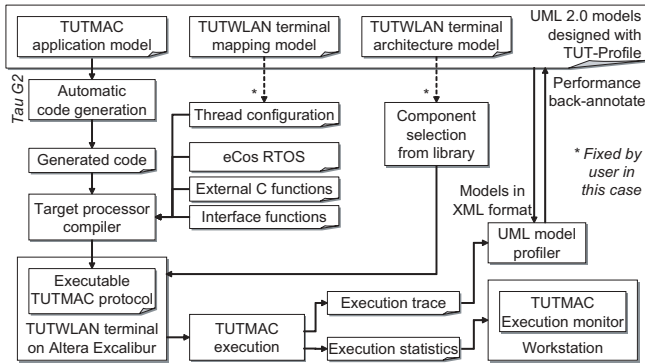 TUTMAC
application model
TUTWLAN terminal
mapping model
TUTWLAN terminal
architecture model
UML 2.0 models
designed with
TUT-Profile
Tau G2
Automatic
code generation
*
Thread configuration
*
Component
selection
from library
Performance
back-annotate
Generated code
eCos RTOS
* Fixed by
user in
this case
External C functions
Target processor
compiler
Interface functions
Models in
XML format
UML model
profiler
Executable
TUTMAC protocol
TUTWLAN terminal
on Altera Excalibur
TUTMAC
execution
Execution trace
Execution statistics
TUTMAC
Execution monitor
Workstation